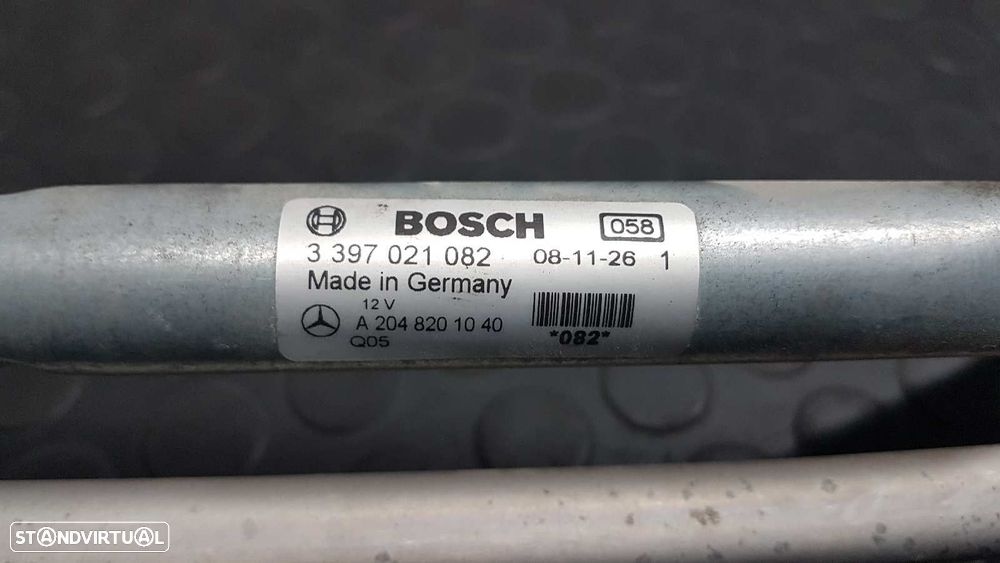 BOSCH 058
3 397 021 082 08-11-26 1
Made in Germany
12 V
A 204 820 10 40
Q05 *082*
STANDVIRTUAL